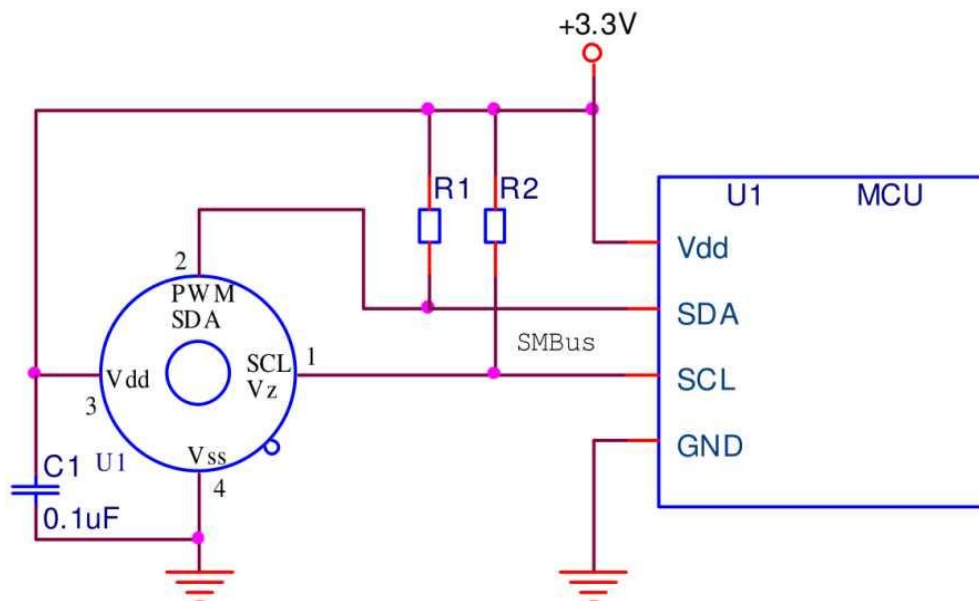 +3.3V
R1
R2
U1 MCU
Vdd
SDA
SCL
GND
SMBus
2
PWM
SDA
SCL
Vz
1
Vdd
3
Vss
4
U1
C1
0.1uF